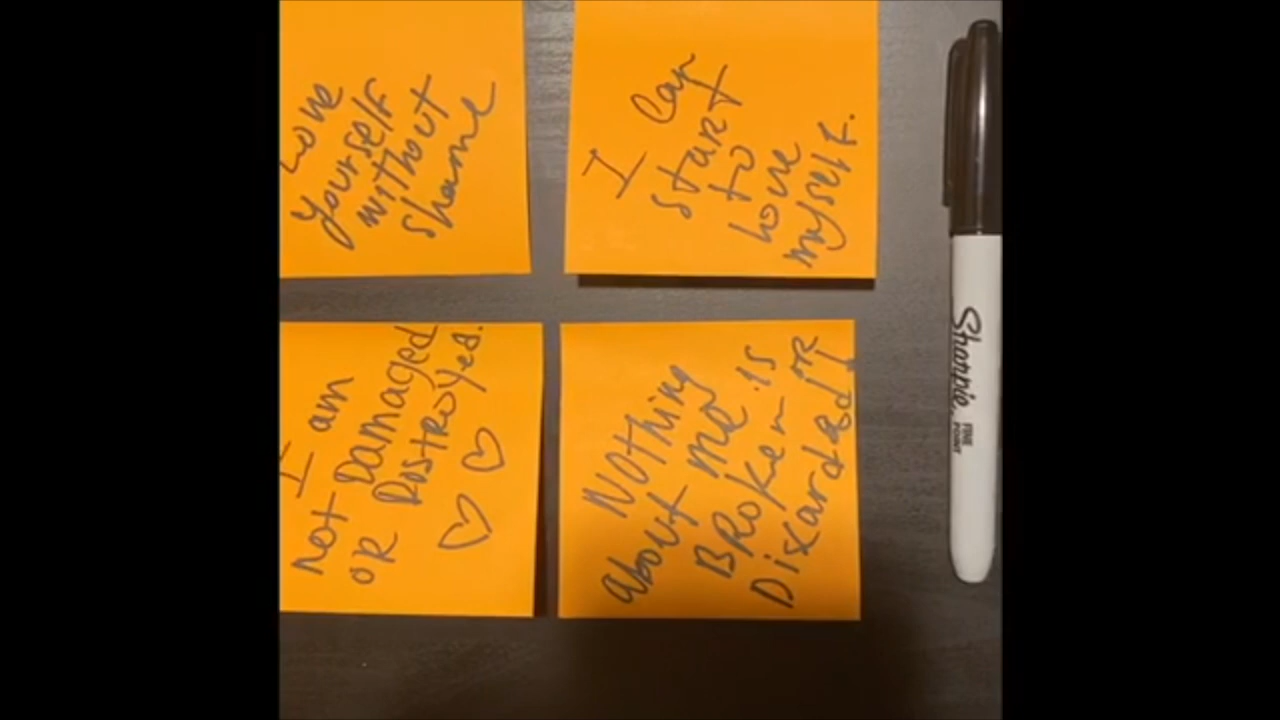 Love
yourself
without
shame
I can
start
to
love
myself.
I am
not Damaged
or Dostroyed.
Nothing
About me is
Broken or
Discarded!
Sharpie
FINE
POINT